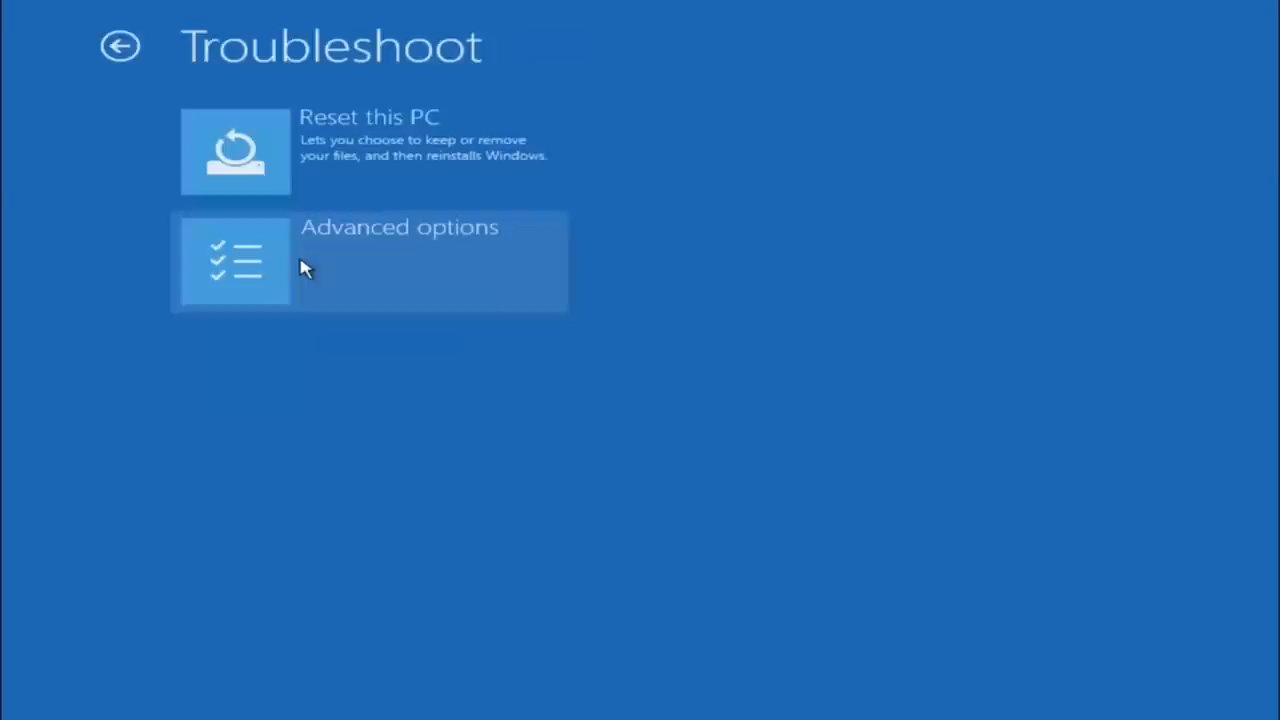 Troubleshoot
Reset this PC
Lets you choose to keep or remove
your files, and then reinstalls Windows.
Advanced options